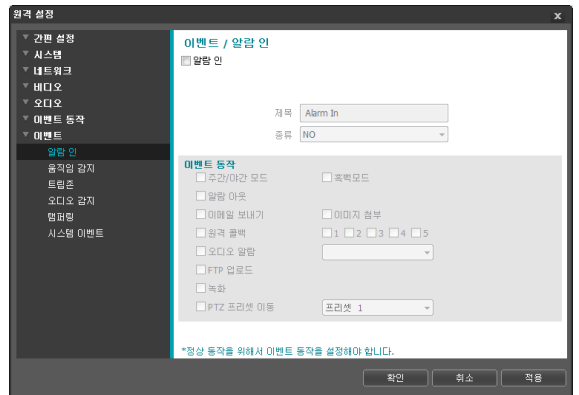 원격 설정 x
간편 설정
시스템
네트워크
비디오
오디오
이벤트 동작
이벤트
알람 인
움직임 감지
트립존
오디오 감지
탬퍼링
시스템 이벤트
이벤트 / 알람 인
알람 인
제목 Alarm In
종류 NO
이벤트 동작
주간/야간 모드 흑백모드
알람 아웃
이메일 보내기 이미지 첨부
원격 콜백 1 2 3 4 5
오디오 알람
FTP 업로드
녹화
PTZ 프리셋 이동 프리셋 1
*정상 동작을 위해서 이벤트 동작을 설정해야 합니다.
확인 취소 적용